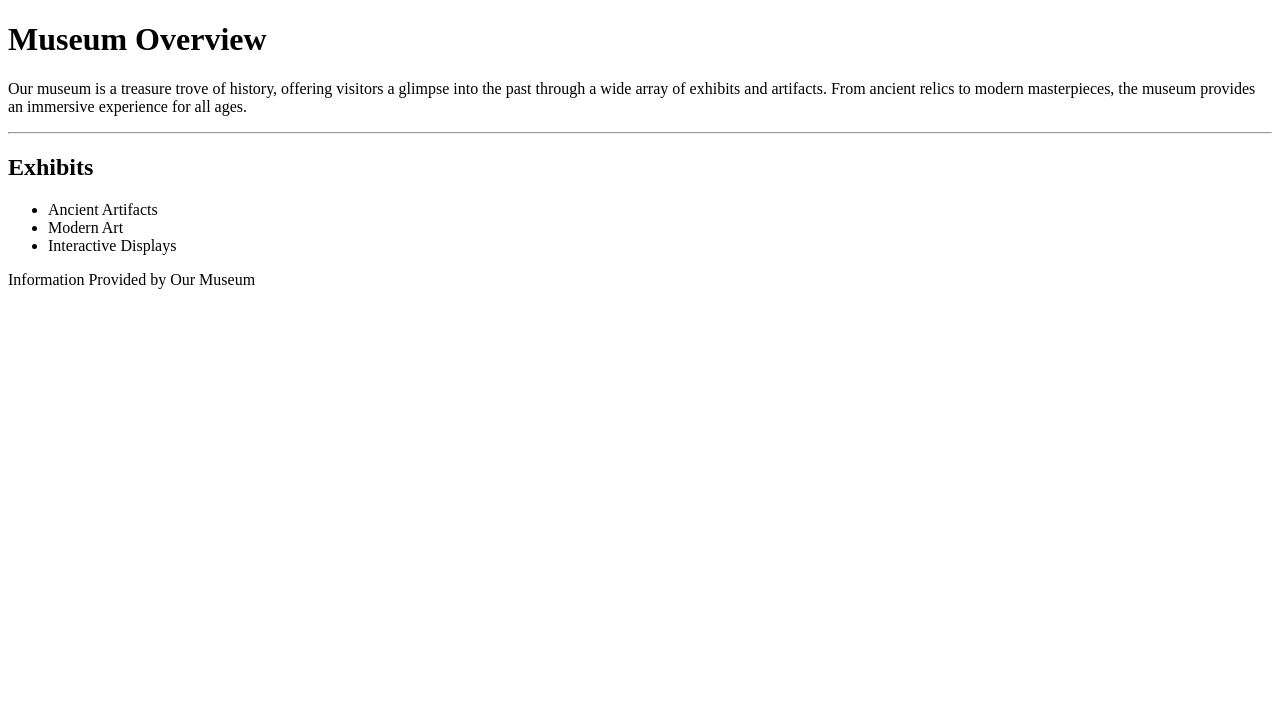 Museum Overview
Our museum is a treasure trove of history, offering visitors a glimpse into the past through a wide array of exhibits and artifacts. From ancient relics to modern masterpieces, the museum provides
an immersive experience for all ages.
Exhibits
Ancient Artifacts
Modern Art
Interactive Displays
Information Provided by Our Museum